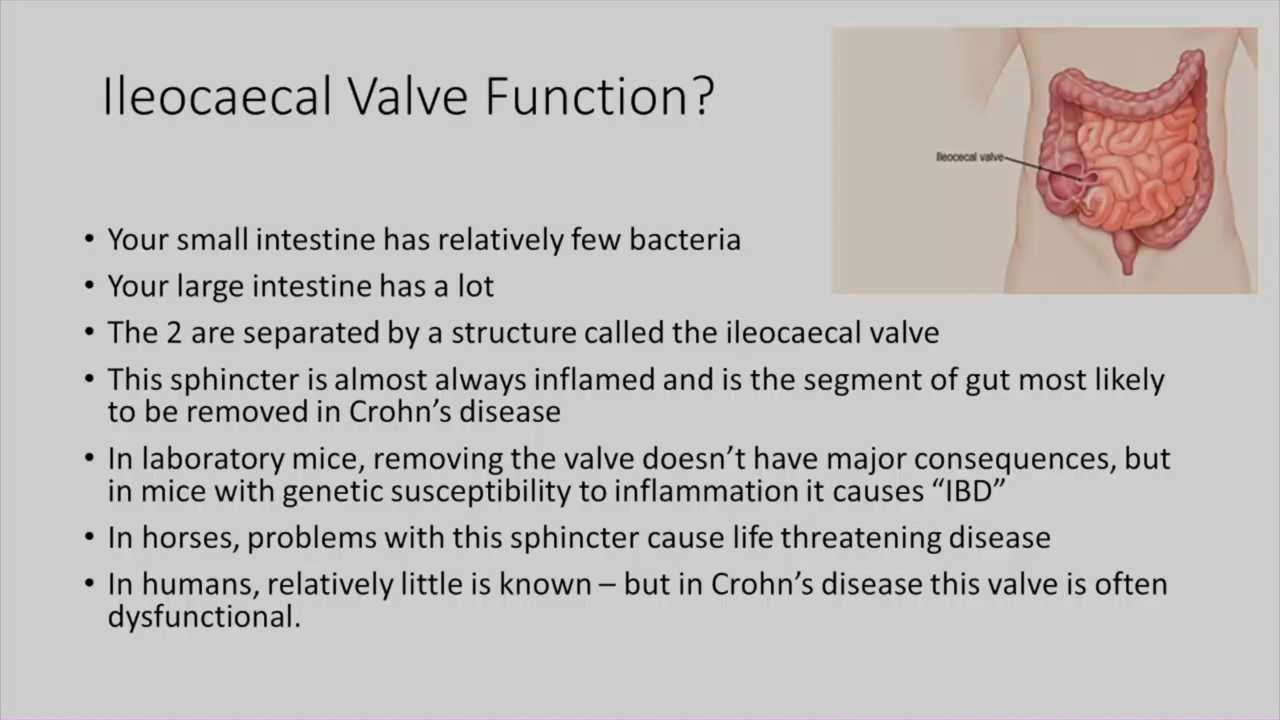 Ileocaecal Valve Function?
Ileocecal valve
• Your small intestine has relatively few bacteria
• Your large intestine has a lot
• The 2 are separated by a structure called the ileocaecal valve
• This sphincter is almost always inflamed and is the segment of gut most likely
to be removed in Crohn’s disease
• In laboratory mice, removing the valve doesn’t have major consequences, but
in mice with genetic susceptibility to inflammation it causes “IBD”
• In horses, problems with this sphincter cause life threatening disease
• In humans, relatively little is known – but in Crohn’s disease this valve is often
dysfunctional.